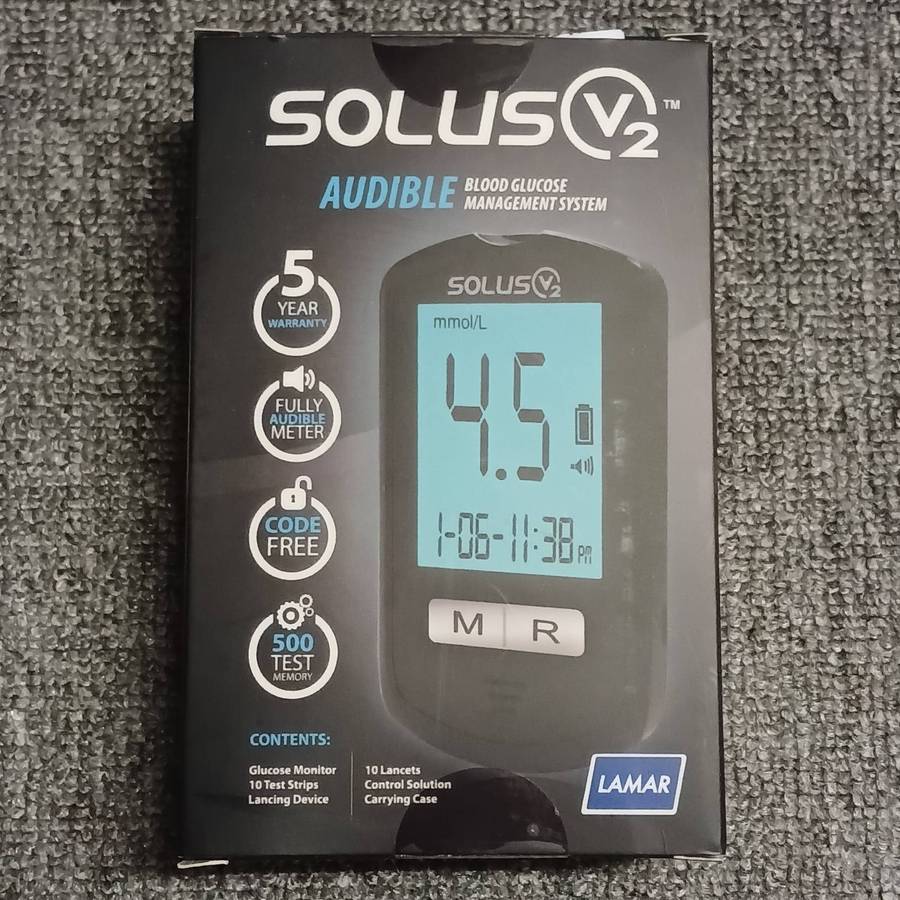 SOLUS V2™
AUDIBLE BLOOD GLUCOSE
MANAGEMENT SYSTEM
5
YEAR
WARRANTY
FULLY
AUDIBLE
METER
CODE
FREE
500
TEST
MEMORY
SOLUS V2
mmol/L
4.5
1-06-11:38 PM
M R
CONTENTS:
Glucose Monitor
10 Test Strips
Lancing Device
10 Lancets
Control Solution
Carrying Case
LAMAR